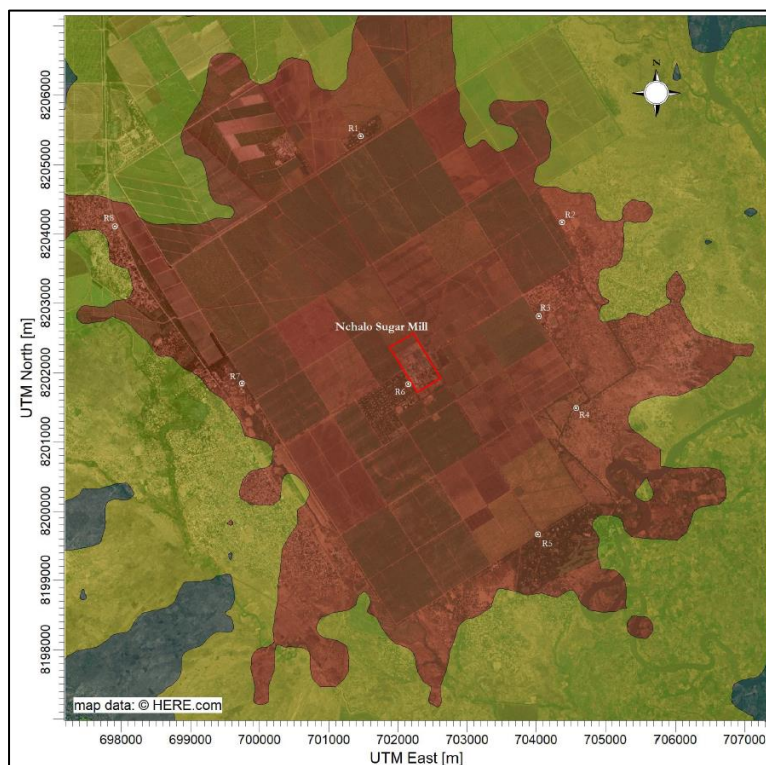 8206000
8205000
8204000
8203000
8202000
8201000
8200000
8199000
8198000
UTM North [m]
N
R1
R2
R8
R3
Nchalo Sugar Mill
R7
R6
R4
R5
map data: © HERE.com
698000 699000 700000 701000 702000 703000 704000 705000 706000 707000
UTM East [m]